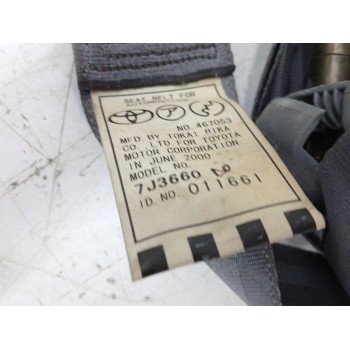 SEAT BELT FOR
NO. 467053
MFD. BY TOKAI RIKA
CO., LTD. FOR TOYOTA
MOTOR CORPORATION
IN JUNE 2000
MODEL NO.
7J3660
I D. NO. 011661